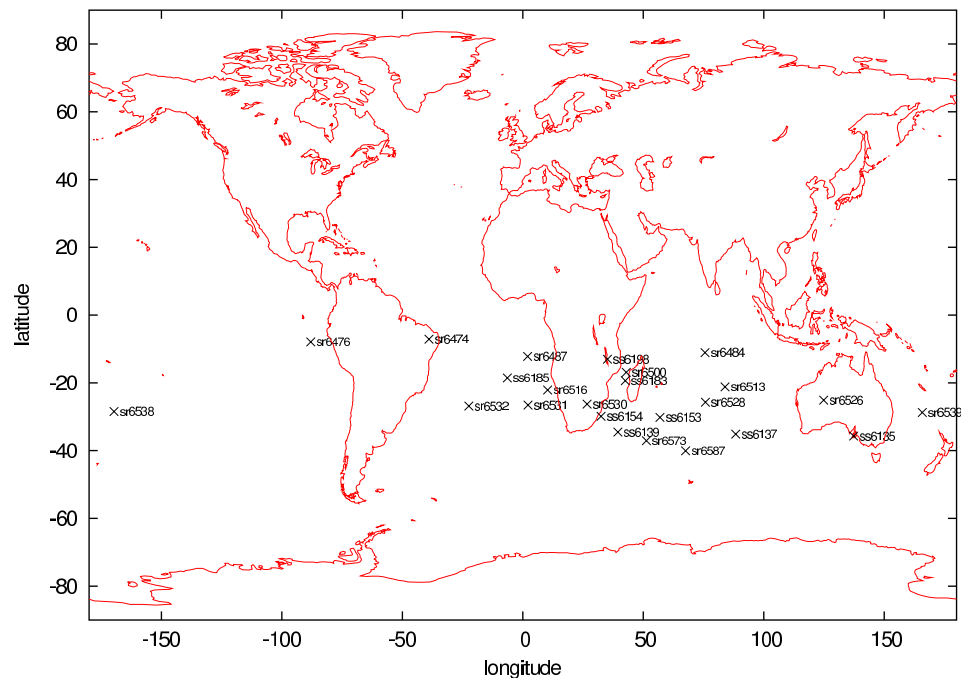 80
60
40
20
0
-20
-40
-60
-80
latitude
sr6476
sr6474
sr6487
ss6198
sr6484
sr6500
ss6185
ss6183
sr6516
sr6513
sr6538
sr6532
sr6531
sr6530
sr6528
sr6526
sr6539
ss6154
ss6153
ss6139
ss6137
ss6135
sr6573
sr6587
-150
-100
-50
0
50
100
150
longitude